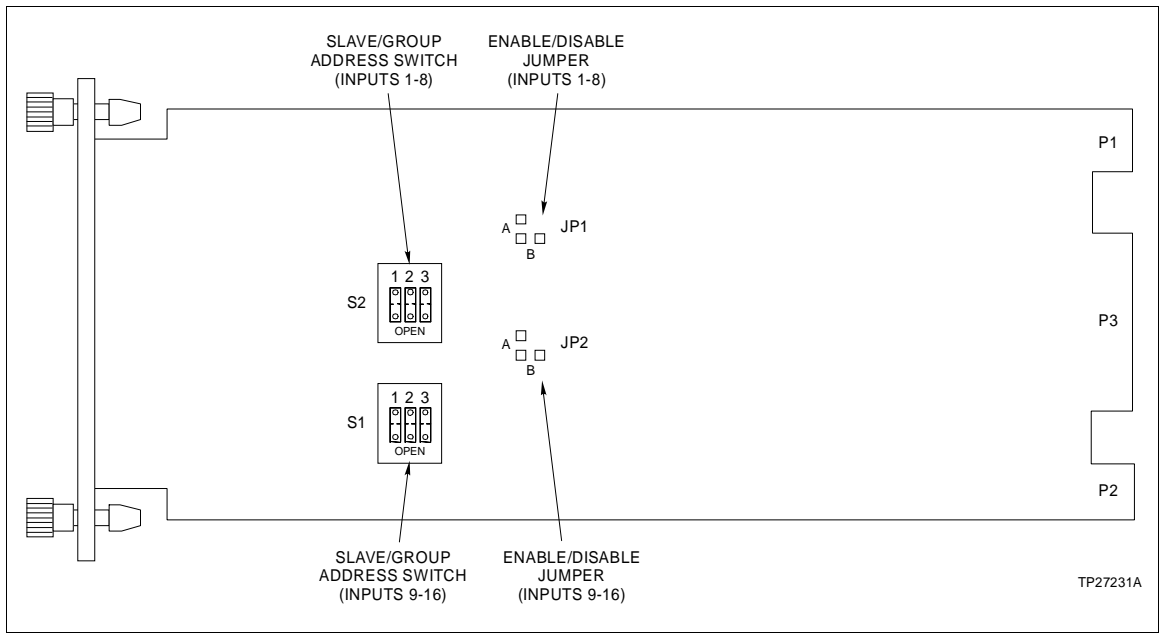 SLAVE/GROUP
ADDRESS SWITCH
(INPUTS 1-8)
ENABLE/DISABLE
JUMPER
(INPUTS 1-8)
P1
A
JP1
B
1 2 3
S2
OPEN
P3
A
JP2
B
1 2 3
S1
OPEN
P2
SLAVE/GROUP
ADDRESS SWITCH
(INPUTS 9-16)
ENABLE/DISABLE
JUMPER
(INPUTS 9-16)
TP27231A